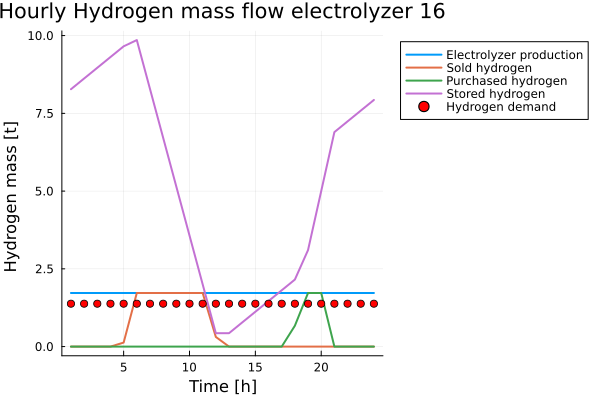 Hourly Hydrogen mass flow electrolyzer 16
Hydrogen mass [t]
10.0
7.5
5.0
2.5
0.0
5
10
15
20
Time [h]
Electrolyzer production
Sold hydrogen
Purchased hydrogen
Stored hydrogen
Hydrogen demand